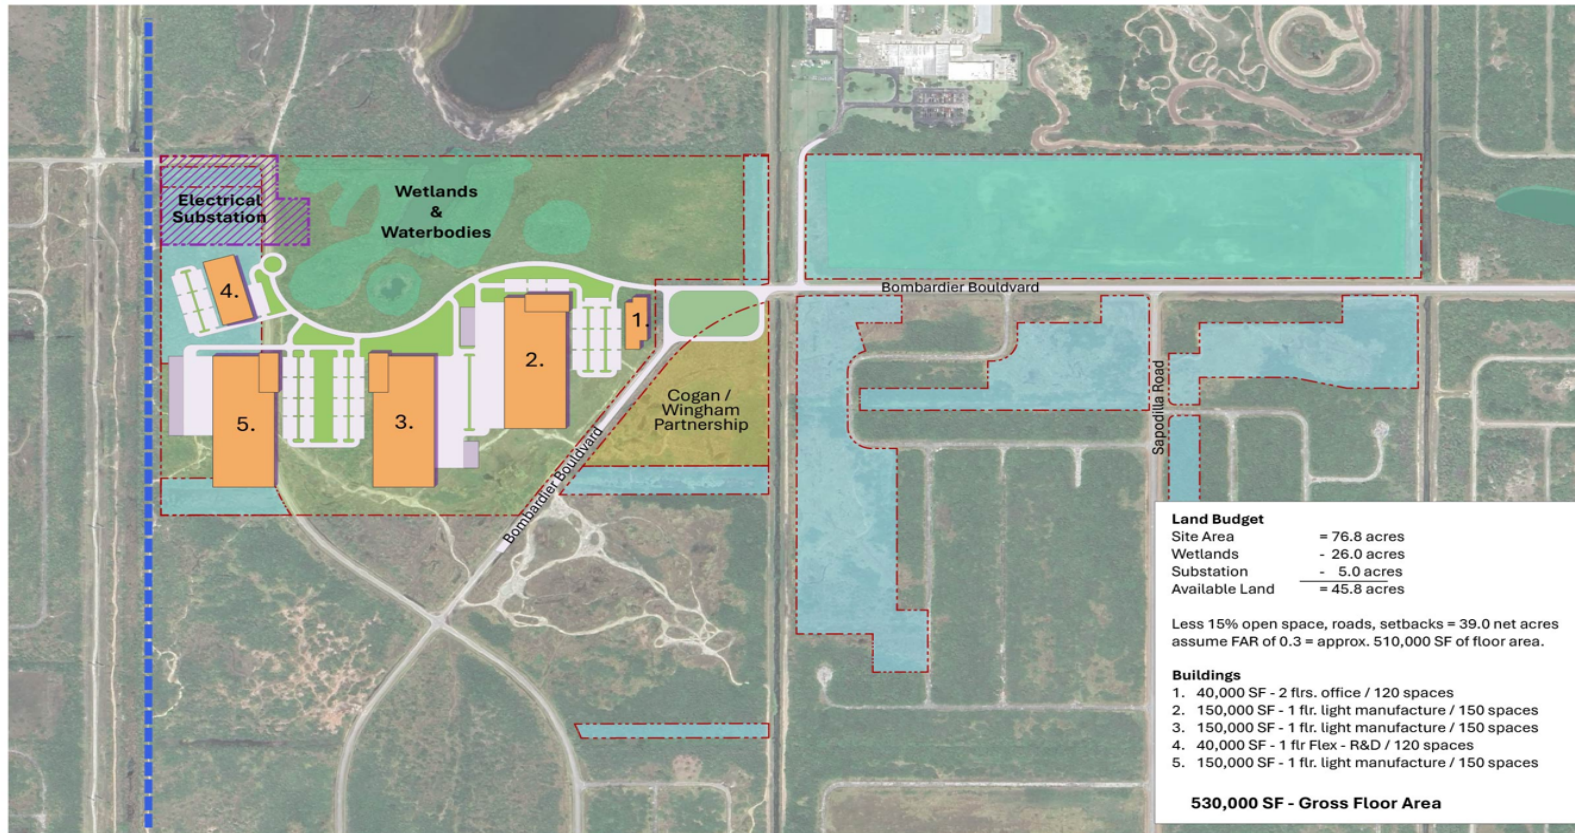 Electrical
Substation
Wetlands
&
Waterbodies
4.
1.
2.
3.
5.
Bombardier Bouldvard
Cogan /
Wingham
Partnership
Bombardier Bouldvard
Sapodilla Road
Land Budget
Site Area = 76.8 acres
Wetlands - 26.0 acres
Substation - 5.0 acres
Available Land = 45.8 acres
Less 15% open space, roads, setbacks = 39.0 net acres
assume FAR of 0.3 = approx. 510,000 SF of floor area.
Buildings
1. 40,000 SF - 2 flrs. office / 120 spaces
2. 150,000 SF - 1 flr. light manufacture / 150 spaces
3. 150,000 SF - 1 flr. light manufacture / 150 spaces
4. 40,000 SF - 1 flr Flex - R&D / 120 spaces
5. 150,000 SF - 1 flr. light manufacture / 150 spaces
530,000 SF - Gross Floor Area